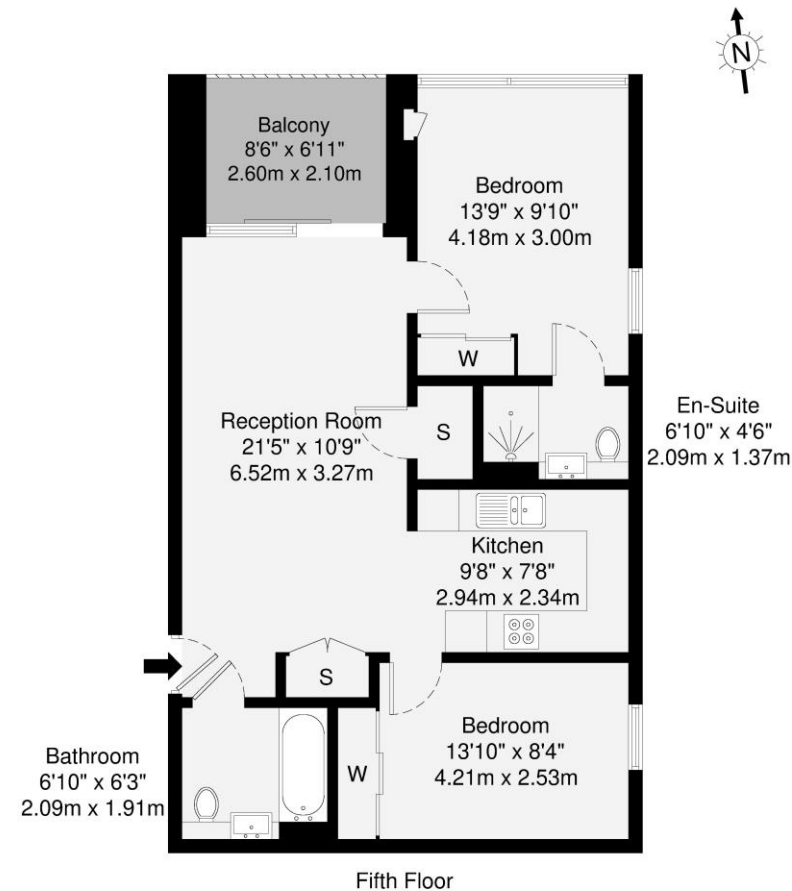 N
Balcony
8'6" x 6'11"
2.60m x 2.10m
Bedroom
13'9" x 9'10"
4.18m x 3.00m
W
Reception Room
21'5" x 10'9"
6.52m x 3.27m
S
En-Suite
6'10" x 4'6"
2.09m x 1.37m
Kitchen
9'8" x 7'8"
2.94m x 2.34m
S
Bedroom
13'10" x 8'4"
4.21m x 2.53m
W
Bathroom
6'10" x 6'3"
2.09m x 1.91m
Fifth Floor